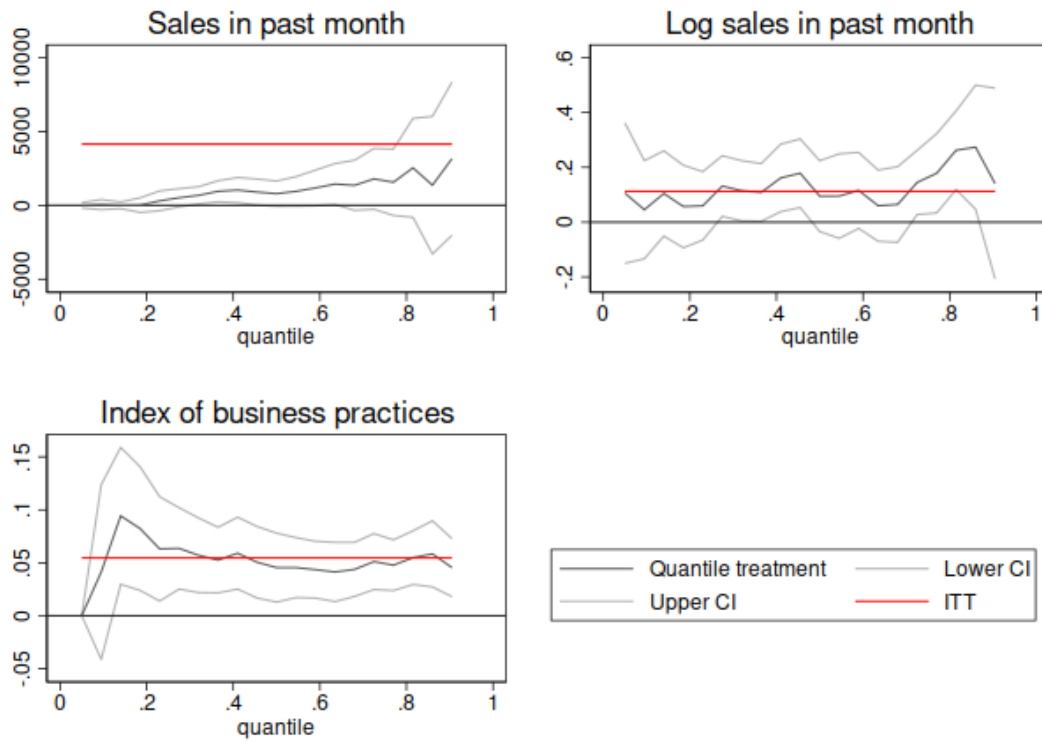 Sales in past month
10000
5000
0
-5000
0 .2 .4 .6 .8 1
quantile
Log sales in past month
.6
.4
.2
0
-.2
0 .2 .4 .6 .8 1
quantile
Index of business practices
.15
.1
.05
0
-.05
0 .2 .4 .6 .8 1
quantile
Quantile treatment Lower CI
Upper CI ITT